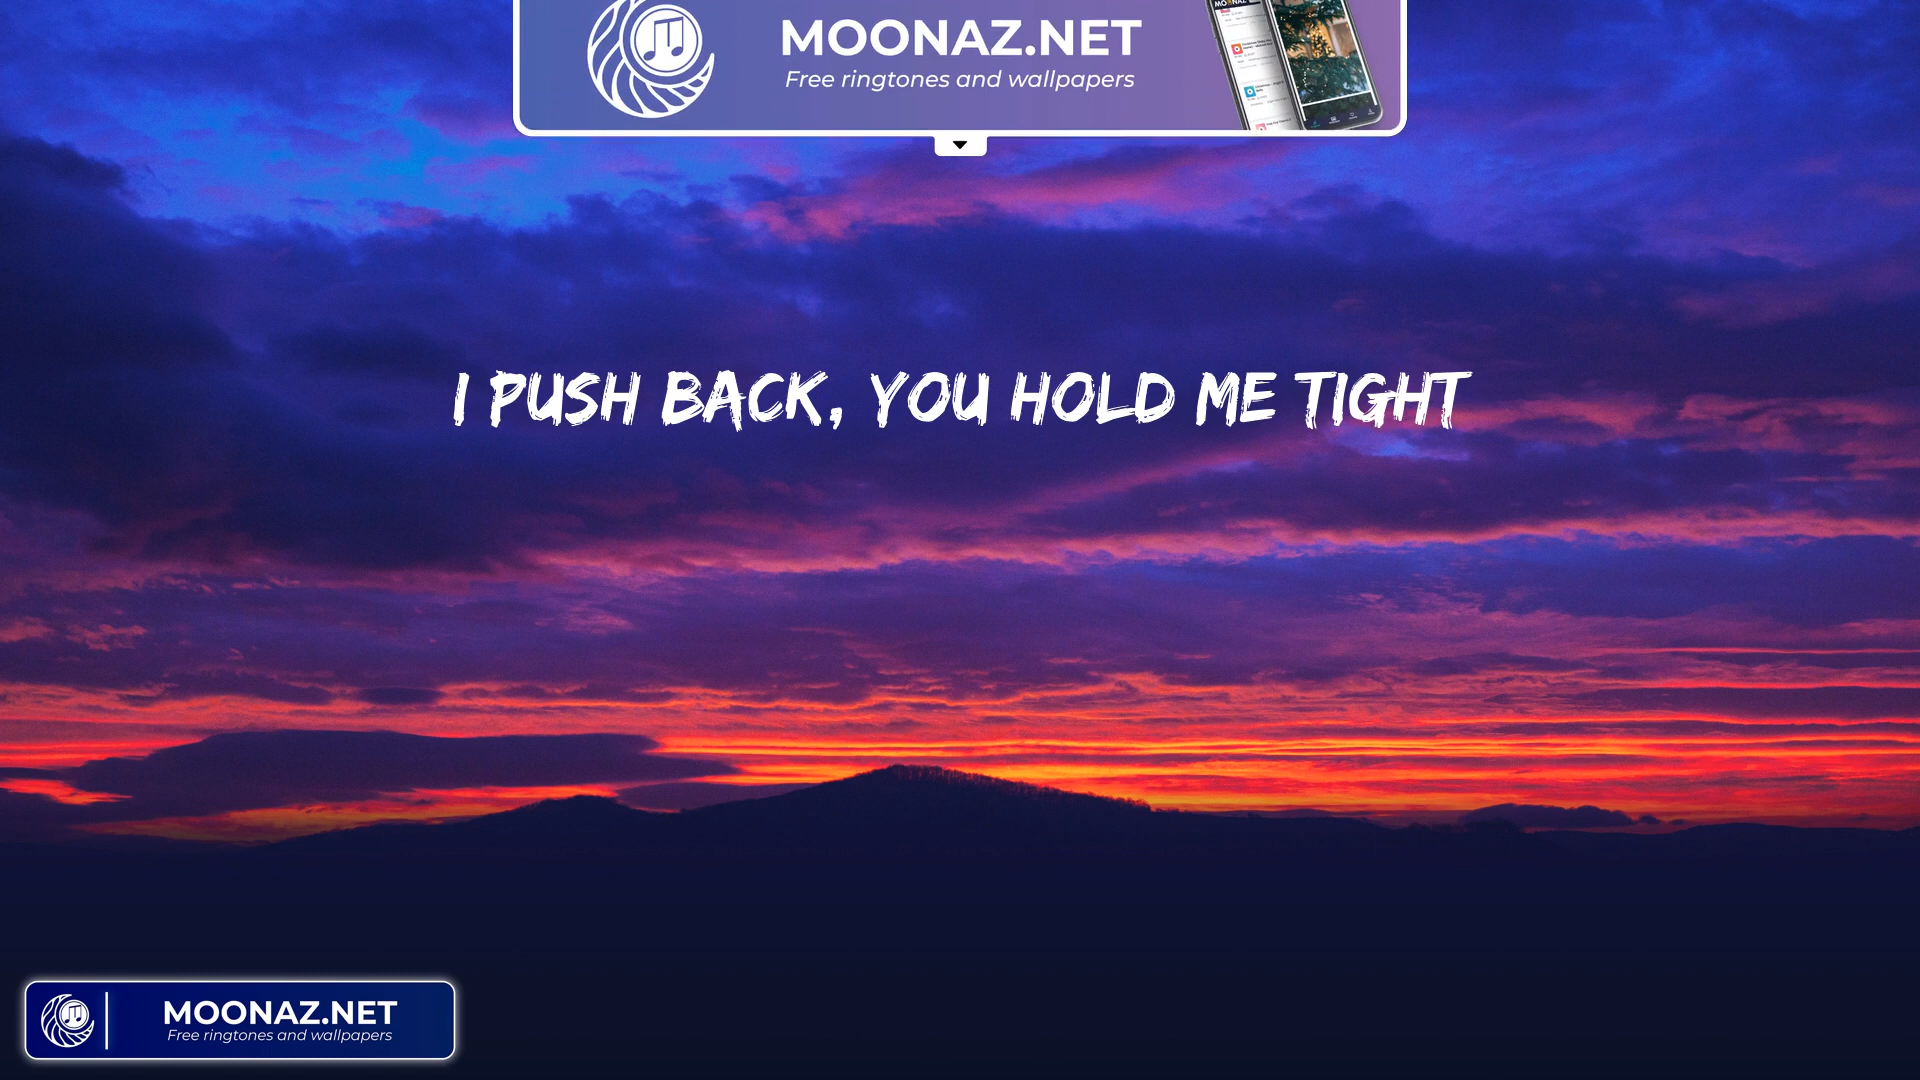 MOONAZ.NET
Free ringtones and wallpapers
I PUSH BACK, YOU HOLD ME TIGHT
MOONAZ.NET
Free ringtones and wallpapers